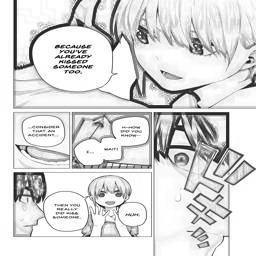 BECAUSE
YOU'VE
ALREADY
KISSED
SOMEONE
TOO.
H-HOW
DID YOU
KNOW-
E... WAIT!
...CONSIDER
THAT AN
ACCIDENT...
THEN YOU
REALLY
DID KISS
SOMEONE.
HUH.